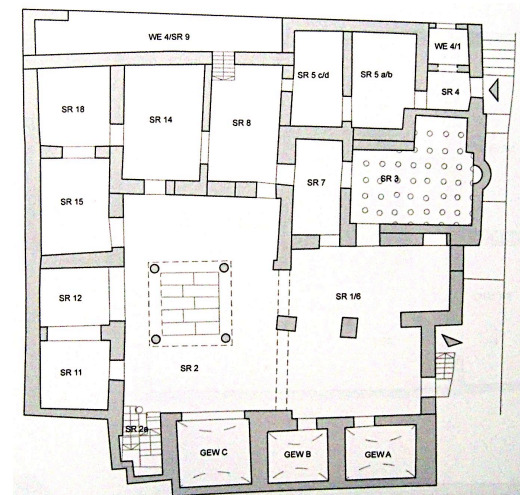 WE 4/SR 9
WE 4/1
SR 5 c/d
SR 5 a/b
SR 4
SR 18
SR 14
SR 8
SR 7
SR 3
SR 15
SR 12
SR 1/6
SR 11
SR 2
SR 2a
GEW C
GEW B
GEW A